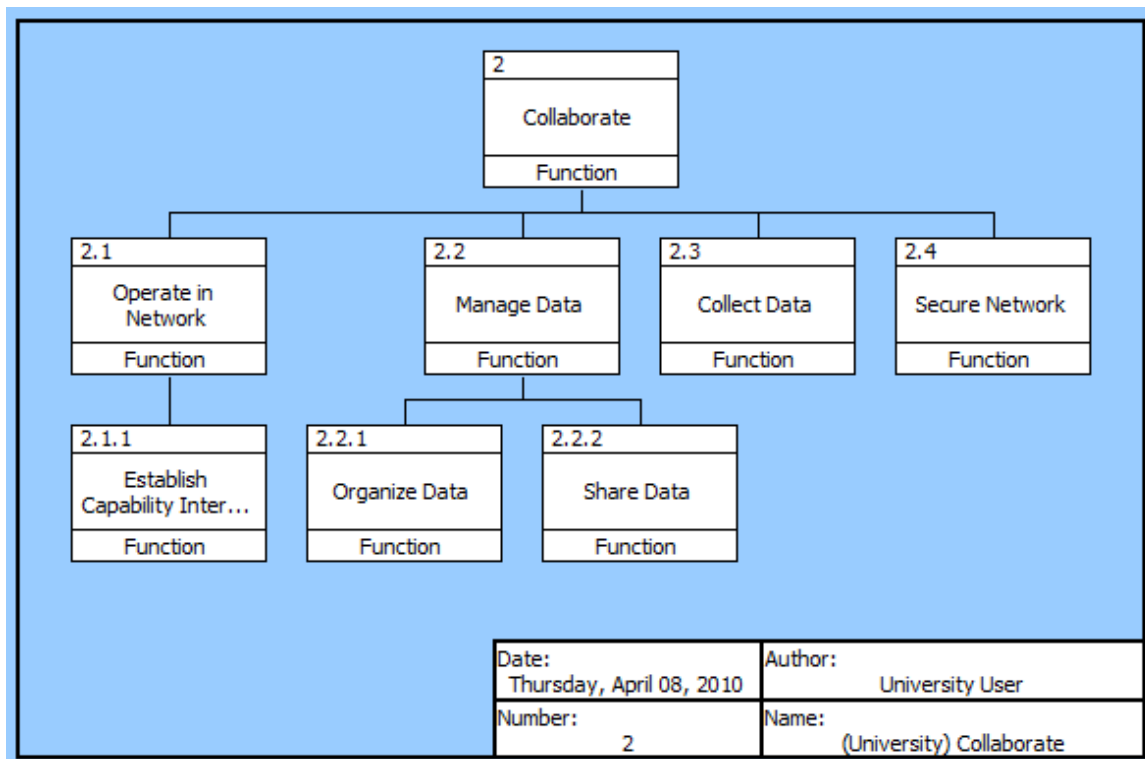 2
Collaborate
Function
2.1
Operate in
Network
Function
2.2
Manage Data
Function
2.3
Collect Data
Function
2.4
Secure Network
Function
2.1.1
Establish
Capability Inter...
Function
2.2.1
Organize Data
Function
2.2.2
Share Data
Function
Date:
Thursday, April 08, 2010
Author:
University User
Number:
2
Name:
(University) Collaborate